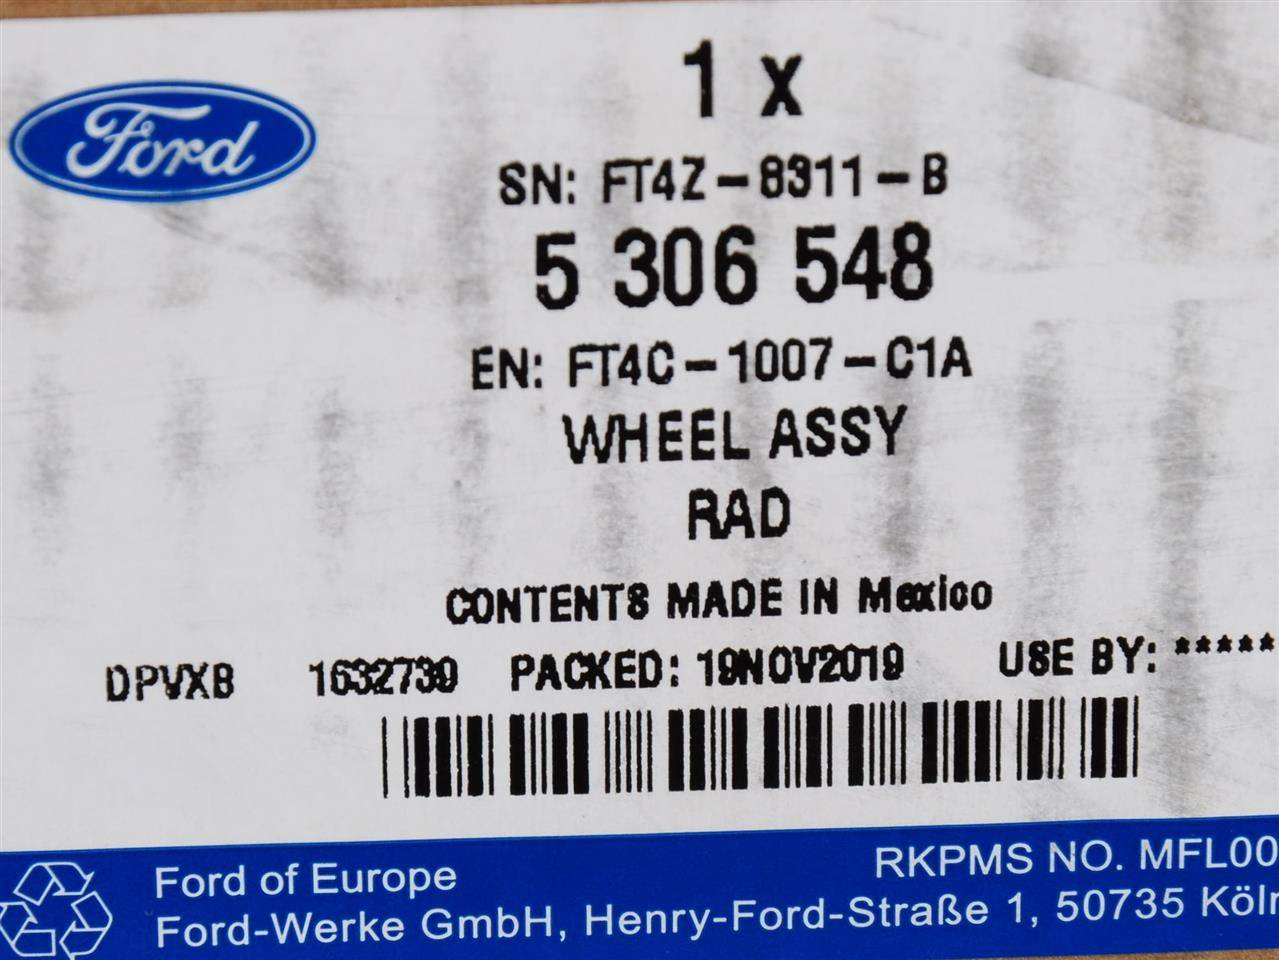 Ford
1 x
SN: FT4Z-8311-B
5 306 548
EN: FT4C-1007-C1A
WHEEL ASSY
RAD
CONTENTS MADE IN Mexico
DPVXB 1632739 PACKED: 19NOV2019 USE BY: *****
Ford of Europe RKPMS NO. MFL00
Ford-Werke GmbH, Henry-Ford-Straße 1, 50735 Köln